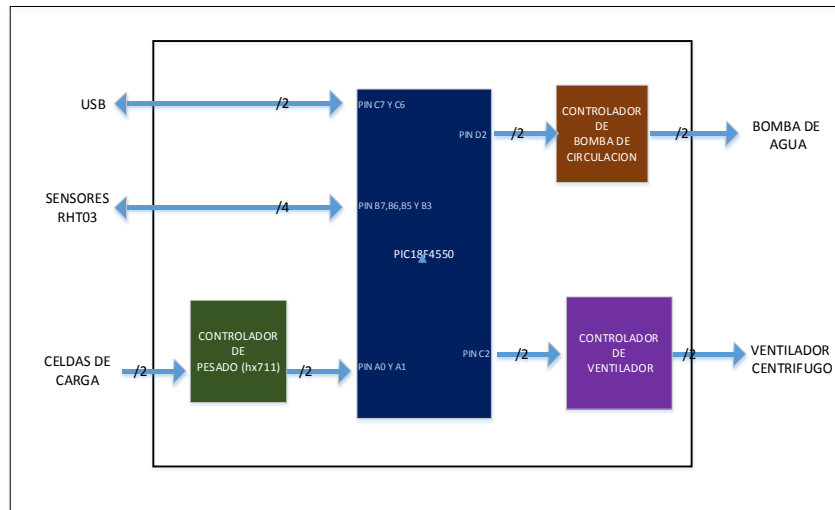 USB
/2
PIN C7 Y C6
SENSORES
RHT03
/4
PIN B7,B6,B5 Y B3
CELDAS DE
CARGA
/2
CONTROLADOR
DE
PESADO (hx711)
/2
PIN A0 Y A1
PIC18F4550
PIN D2
/2
CONTROLADOR
DE
BOMBA DE
CIRCULACION
/2
BOMBA DE
AGUA
PIN C2
/2
CONTROLADOR
DE
VENTILADOR
/2
VENTILADOR
CENTRIFUGO